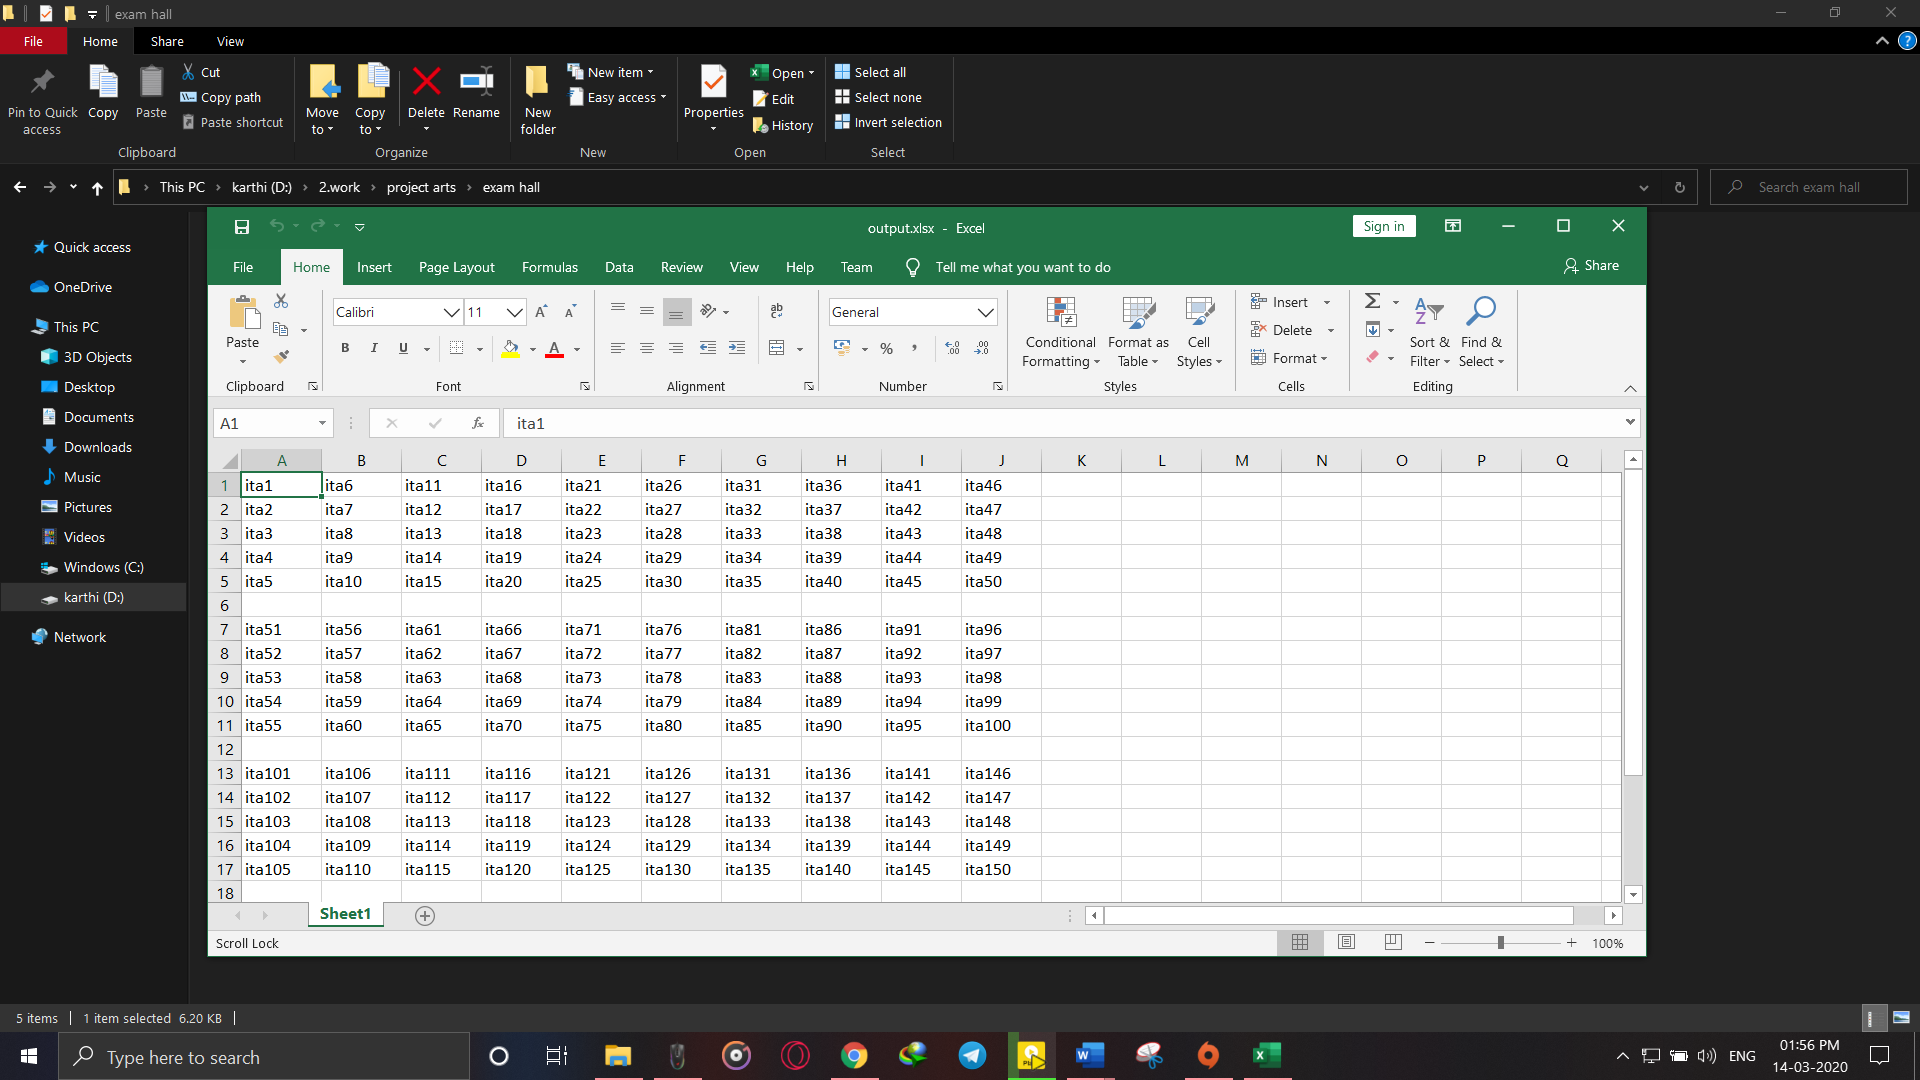 exam hall
File Home Share View
Pin to Quick access
Copy
Paste
Cut
Copy path
Paste shortcut
Clipboard
Move to
Copy to
Delete
Rename
Organize
New folder
New item
Easy access
New
Properties
Open
Edit
History
Open
Select all
Select none
Invert selection
Select
This PC > karthi (D:) > 2.work > project arts > exam hall
Search exam hall
Quick access
OneDrive
This PC
3D Objects
Desktop
Documents
Downloads
Music
Pictures
Videos
Windows (C:)
karthi (D:)
Network
output.xlsx - Excel
Sign in
File Home Insert Page Layout Formulas Data Review View Help Team Tell me what you want to do
Share
Paste
Clipboard
Calibri 11
B I U
Font
Alignment
General
Number
Conditional Formatting
Format as Table
Cell Styles
Styles
Insert
Delete
Format
Cells
Sort & Filter
Find & Select
Editing
A1 fx ita1
A B C D E F G H I J K L M N O P Q
1 ita1 ita6 ita11 ita16 ita21 ita26 ita31 ita36 ita41 ita46
2 ita2 ita7 ita12 ita17 ita22 ita27 ita32 ita37 ita42 ita47
3 ita3 ita8 ita13 ita18 ita23 ita28 ita33 ita38 ita43 ita48
4 ita4 ita9 ita14 ita19 ita24 ita29 ita34 ita39 ita44 ita49
5 ita5 ita10 ita15 ita20 ita25 ita30 ita35 ita40 ita45 ita50
6
7 ita51 ita56 ita61 ita66 ita71 ita76 ita81 ita86 ita91 ita96
8 ita52 ita57 ita62 ita67 ita72 ita77 ita82 ita87 ita92 ita97
9 ita53 ita58 ita63 ita68 ita73 ita78 ita83 ita88 ita93 ita98
10 ita54 ita59 ita64 ita69 ita74 ita79 ita84 ita89 ita94 ita99
11 ita55 ita60 ita65 ita70 ita75 ita80 ita85 ita90 ita95 ita100
12
13 ita101 ita106 ita111 ita116 ita121 ita126 ita131 ita136 ita141 ita146
14 ita102 ita107 ita112 ita117 ita122 ita127 ita132 ita137 ita142 ita147
15 ita103 ita108 ita113 ita118 ita123 ita128 ita133 ita138 ita143 ita148
16 ita104 ita109 ita114 ita119 ita124 ita129 ita134 ita139 ita144 ita149
17 ita105 ita110 ita115 ita120 ita125 ita130 ita135 ita140 ita145 ita150
18
Sheet1
Scroll Lock
100%
5 items 1 item selected 6.20 KB
Type here to search
ENG
01:56 PM
14-03-2020